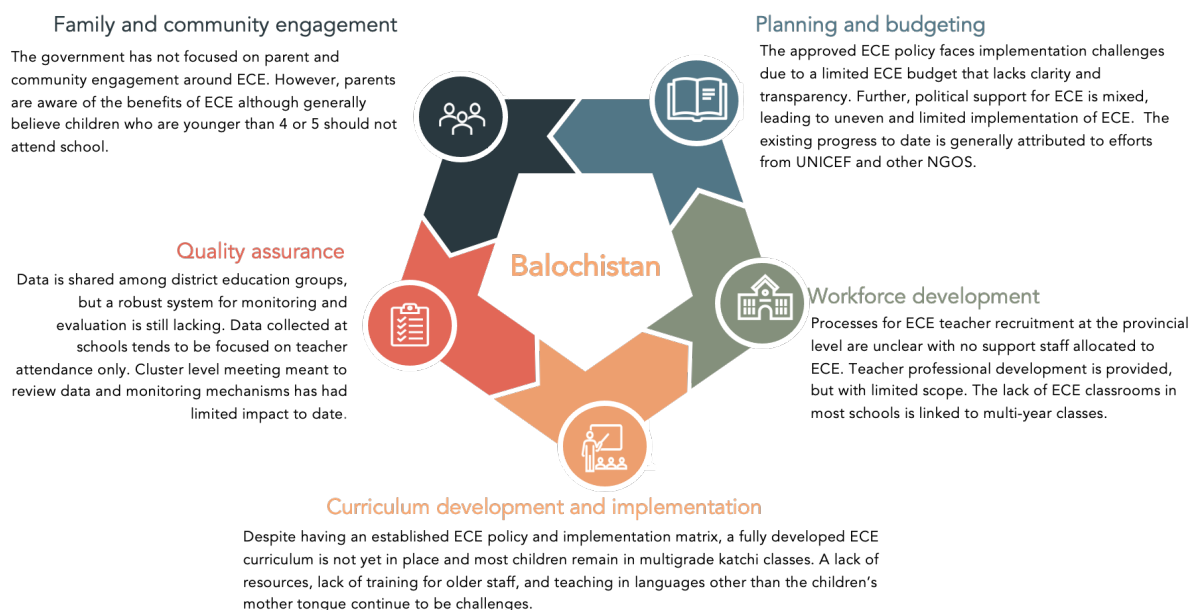 Family and community engagement
The government has not focused on parent and
community engagement around ECE. However, parents
are aware of the benefits of ECE although generally
believe children who are younger than 4 or 5 should not
attend school.
Planning and budgeting
The approved ECE policy faces implementation challenges
due to a limited ECE budget that lacks clarity and
transparency. Further, political support for ECE is mixed,
leading to uneven and limited implementation of ECE. The
existing progress to date is generally attributed to efforts
from UNICEF and other NGOS.
Quality assurance
Data is shared among district education groups,
but a robust system for monitoring and
evaluation is still lacking. Data collected at
schools tends to be focused on teacher
attendance only. Cluster level meeting meant to
review data and monitoring mechanisms has had
limited impact to date.
Balochistan
Workforce development
Processes for ECE teacher recruitment at the provincial
level are unclear with no support staff allocated to
ECE. Teacher professional development is provided,
but with limited scope. The lack of ECE classrooms in
most schools is linked to multi-year classes.
Curriculum development and implementation
Despite having an established ECE policy and implementation matrix, a fully developed ECE
curriculum is not yet in place and most children remain in multigrade katchi classes. A lack of
resources, lack of training for older staff, and teaching in languages other than the children's
mother tongue continue to be challenges.